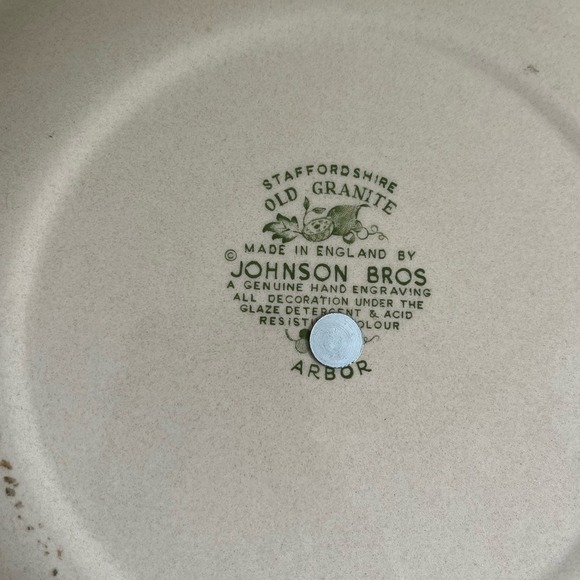 STAFFORDSHIRE
OLD GRANITE
MADE IN ENGLAND BY
© JOHNSON BROS
A GENUINE HAND ENGRAVING
ALL DECORATION UNDER THE
GLAZE DETERGENT & ACID
ARBOR